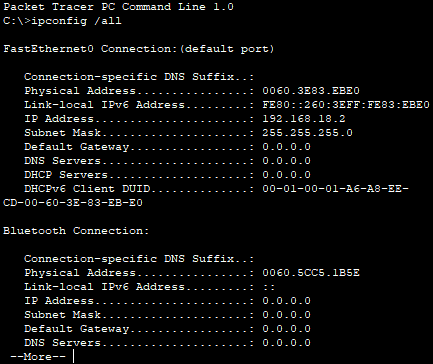 Packet Tracer PC Command Line 1.0
C:\>ipconfig /all
FastEthernet0 Connection:(default port)
Connection-specific DNS Suffix..:
Physical Address................: 0060.3E83.EBE0
Link-local IPv6 Address.........: FE80::260:3EFF:FE83:EBE0
IP Address......................: 192.168.18.2
Subnet Mask.....................: 255.255.255.0
Default Gateway.................: 0.0.0.0
DNS Servers.....................: 0.0.0.0
DHCP Servers....................: 0.0.0.0
DHCPv6 Client DUID..............: 00-01-00-01-A6-A8-EE-
CD-00-60-3E-83-EB-E0
Bluetooth Connection:
Connection-specific DNS Suffix..:
Physical Address................: 0060.5CC5.1B5E
Link-local IPv6 Address.........: ::
IP Address......................: 0.0.0.0
Subnet Mask.....................: 0.0.0.0
Default Gateway.................: 0.0.0.0
DNS Servers.....................: 0.0.0.0
--More--